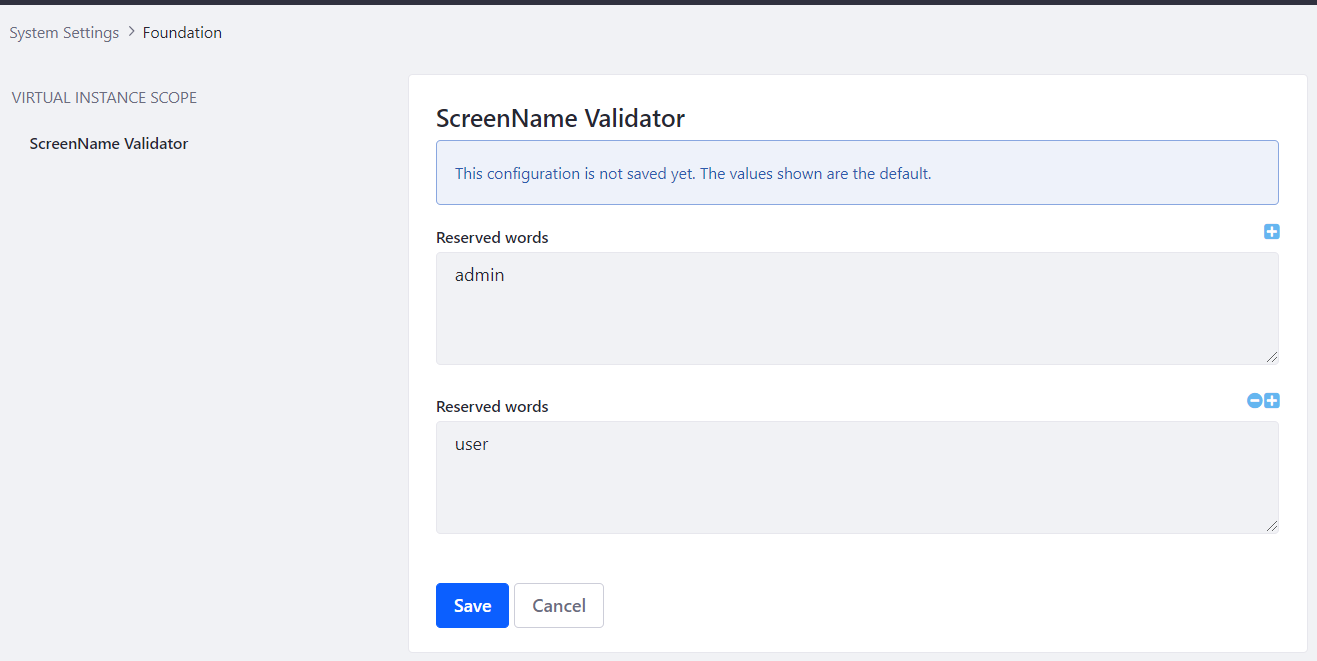 System Settings > Foundation
VIRTUAL INSTANCE SCOPE
ScreenName Validator
ScreenName Validator
This configuration is not saved yet. The values shown are the default.
Reserved words
admin
Reserved words
user
Save Cancel